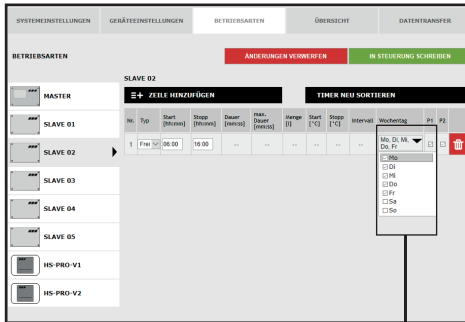 SYSTEMEINSTELLUNGEN GERÄTEEINSTELLUNGEN BETRIEBSARTEN ÜBERSICHT DATENTRANSFER
BETRIEBSARTEN ÄNDERUNGEN VERWERFEN IN STEUERUNG SCHREIBEN
SLAVE 02
MASTER
SLAVE 01
SLAVE 02
SLAVE 03
SLAVE 04
SLAVE 05
HS-PRO-V1
HS-PRO-V2
ZEILE HINZUFÜGEN TIMER NEU SORTIEREN
Nr. Typ Start [hh:mm] Stopp [hh:mm] Dauer [mm:ss] max. Dauer [mm:ss] Menge [l] Start [°C] Stopp [°C] Intervall Wochentag P1 P2
1 Frei 06:00 16:00 -- -- -- -- -- -- Mo, Di, Mi, Do, Fr
Mo
Di
Mi
Do
Fr
Sa
So